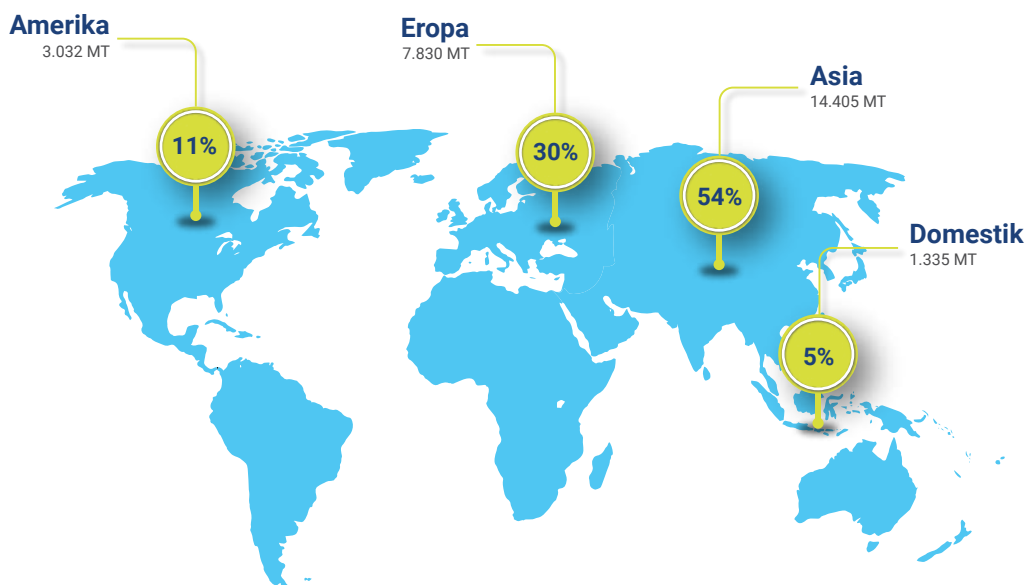 Amerika
3.032 MT
11%
Eropa
7.830 MT
30%
Asia
14.405 MT
54%
Domestik
1.335 MT
5%